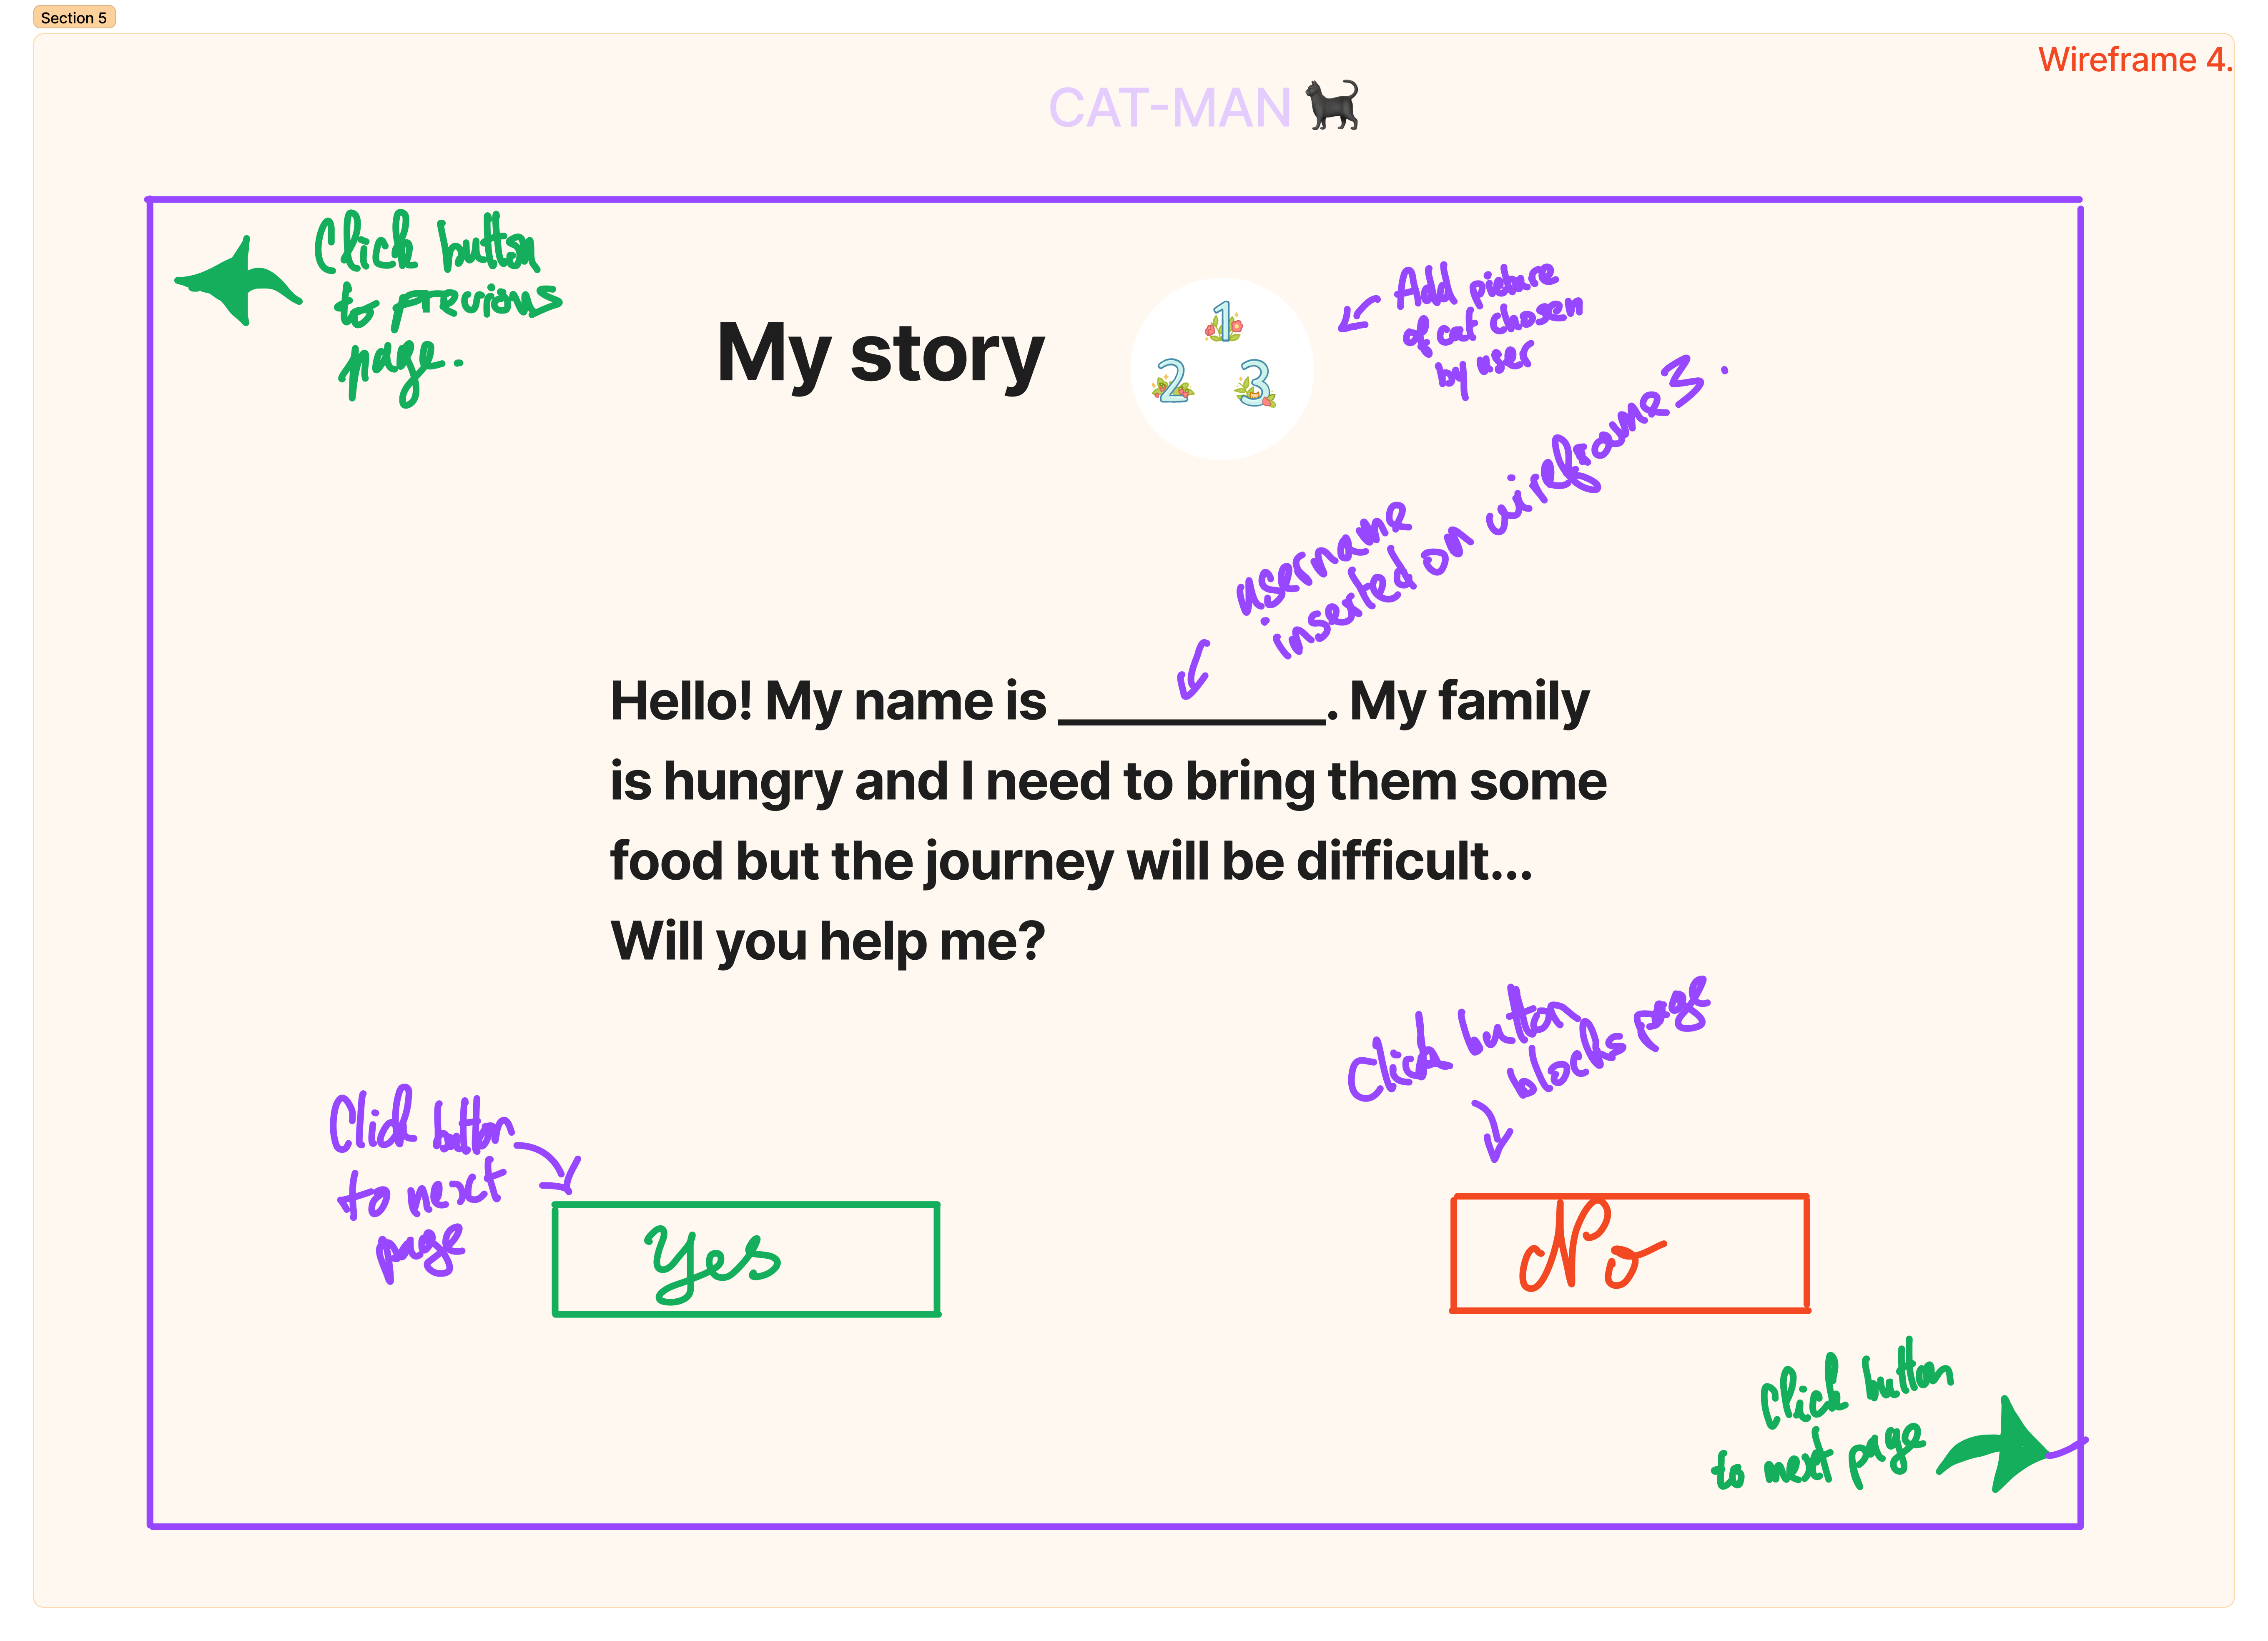 Section 5
Wireframe 4.
CAT-MAN
Click button
to previous
page.
My story
1
2 3
Add picture
of cat chosen
by user
username
inserted on wireframe 3.
Hello! My name is __________. My family
is hungry and I need to bring them some
food but the journey will be difficult...
Will you help me?
Click button
to next
page
Yes
Click button
blocks page
No
Click button
to next page